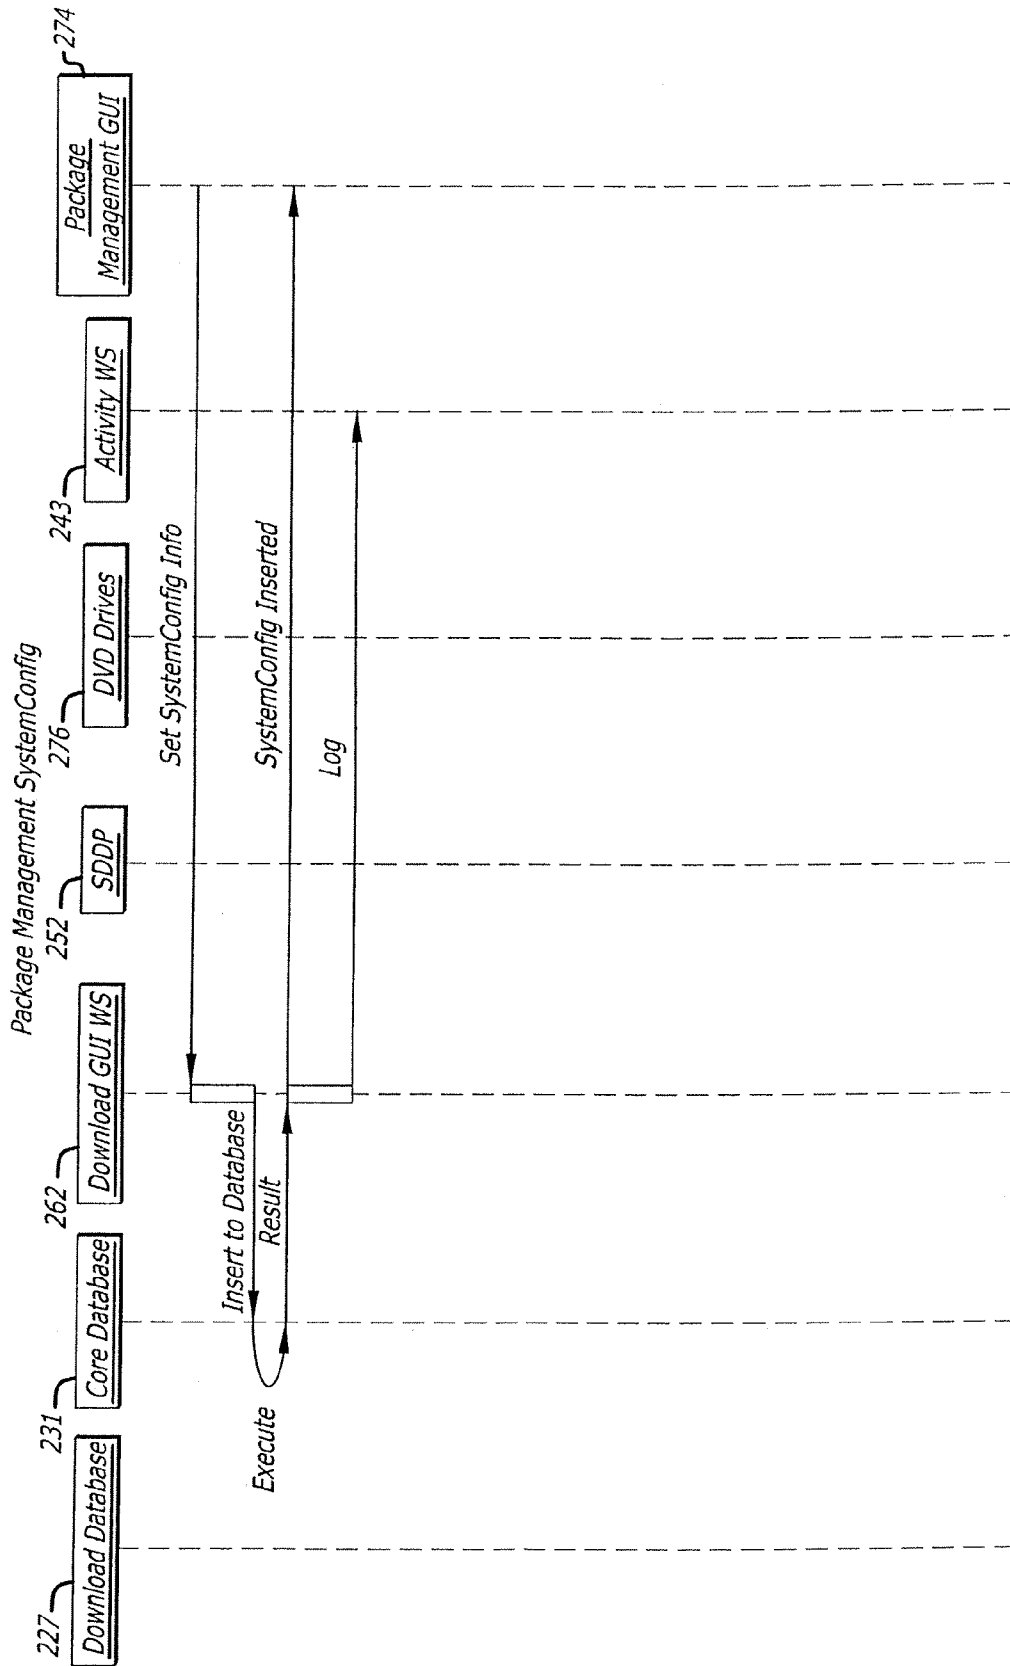 Package Management SystemConfig
227
Download Database
231
Core Database
262
Download GUI WS
252
SDDP
276
DVD Drives
243
Activity WS
274
Package
Management GUI
Set SystemConfig Info
Insert to Database
Execute
Result
SystemConfig Inserted
Log